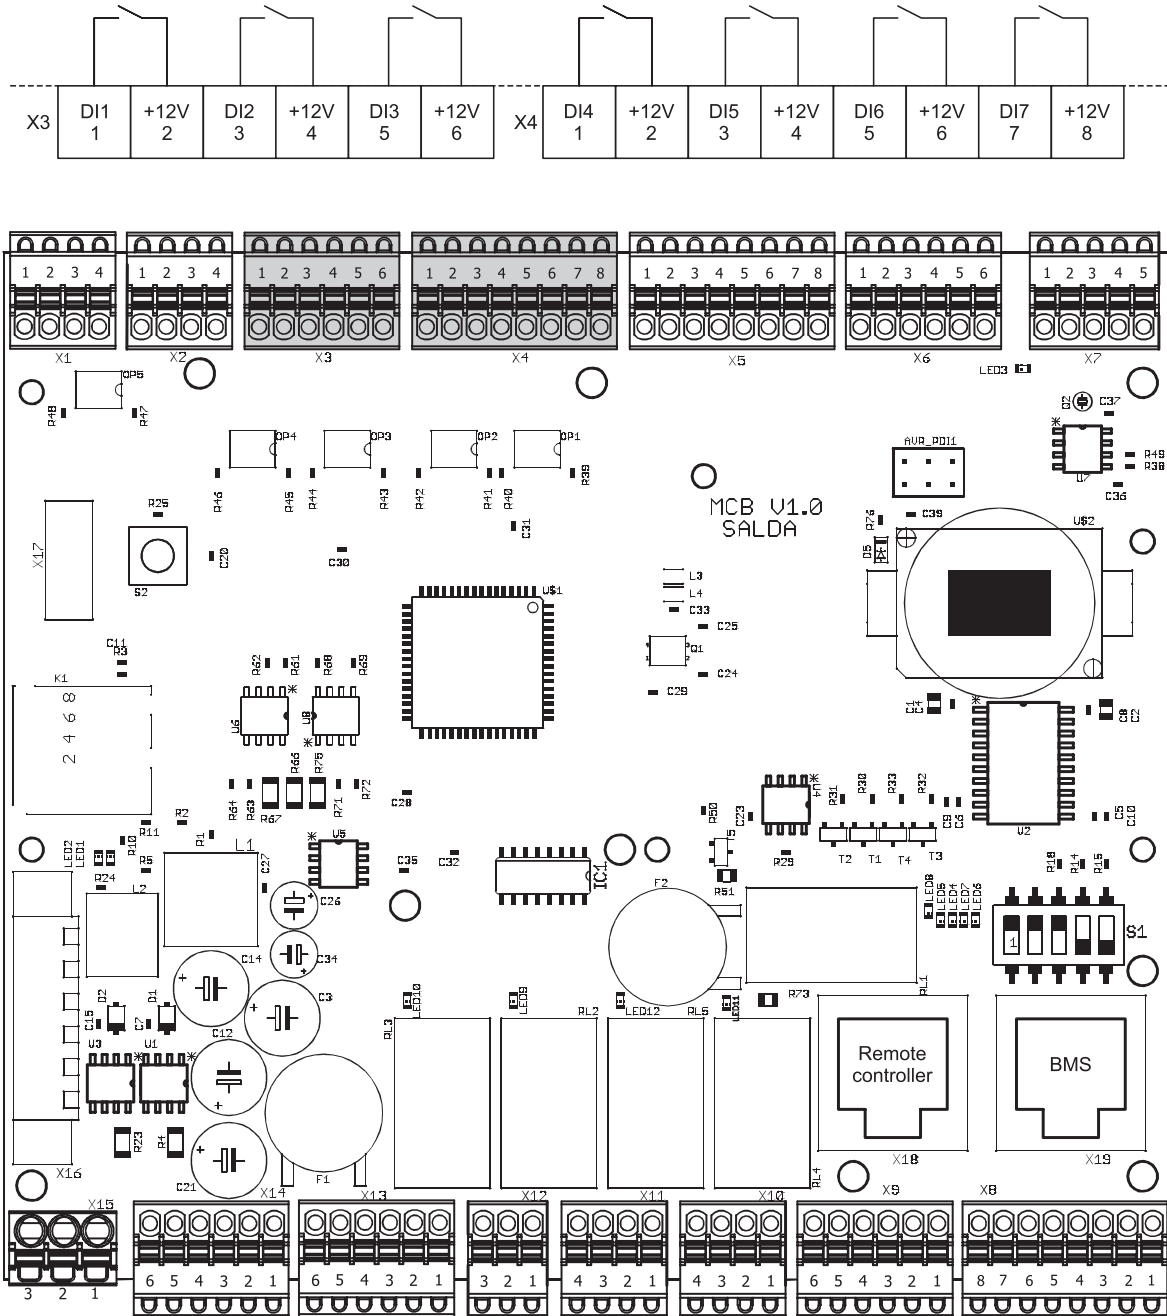 X3 DI1 +12V DI2 +12V DI3 +12V X4 DI4 +12V DI5 +12V DI6 +12V DI7 +12V
1 2 3 4 5 6 1 2 3 4 5 6 7 8
1 2 3 4 1 2 3 4 1 2 3 4 5 6 1 2 3 4 5 6 7 8 1 2 3 4 5 6 7 8 1 2 3 4 5 6 1 2 3 4 5
X1 X2 X3 X4 X5 X6 X7
LED3
OP5
R48 R47
Q2 C37
OP4 OP3 OP2 OP1
AVR_PDI1
R49
R38
U7
C36
R46 R45 R44 R43 R42 R41 R40 R39
MCB V1.0
SALDA
R25
C31
R76 C39 U$2
X17
S2
C20
C30
D5
L3
L4
U$1
C33
C25
Q1
C24
C29
C11
R3
K1
2 4 6 8
R62 R61 R68 R69
U6 U8
C1 C4
C8 C2
R66 R75
R64 R63 R67 R71 R72
C28
U4
R31 R30 R33 R32
R50 C23
C9 C6 U2 C5 C10
R11 R2
R10 R1
U5
LED2 LED1
L1
R5
R24
L2
C27
C35 C32
IC1
R29
T2 T1 T4 T3
R51
F2
R18 R14 R15
LED8 LED5 LED4 LED7 LED6
1 S1
C26
C14 C34
RL1
D2 D1
C3
LED10 LED9 LED12 LED11 R73
C15 C7
C12
RL3 RL2 RL5
U3 U1
Remote
controller
BMS
R23 R4
C21
F1
RL4
X18 X19
X16
X15 X14 X13 X12 X11 X10 X9 X8
3 2 1 6 5 4 3 2 1 6 5 4 3 2 1 3 2 1 4 3 2 1 4 3 2 1 6 5 4 3 2 1 8 7 6 5 4 3 2 1